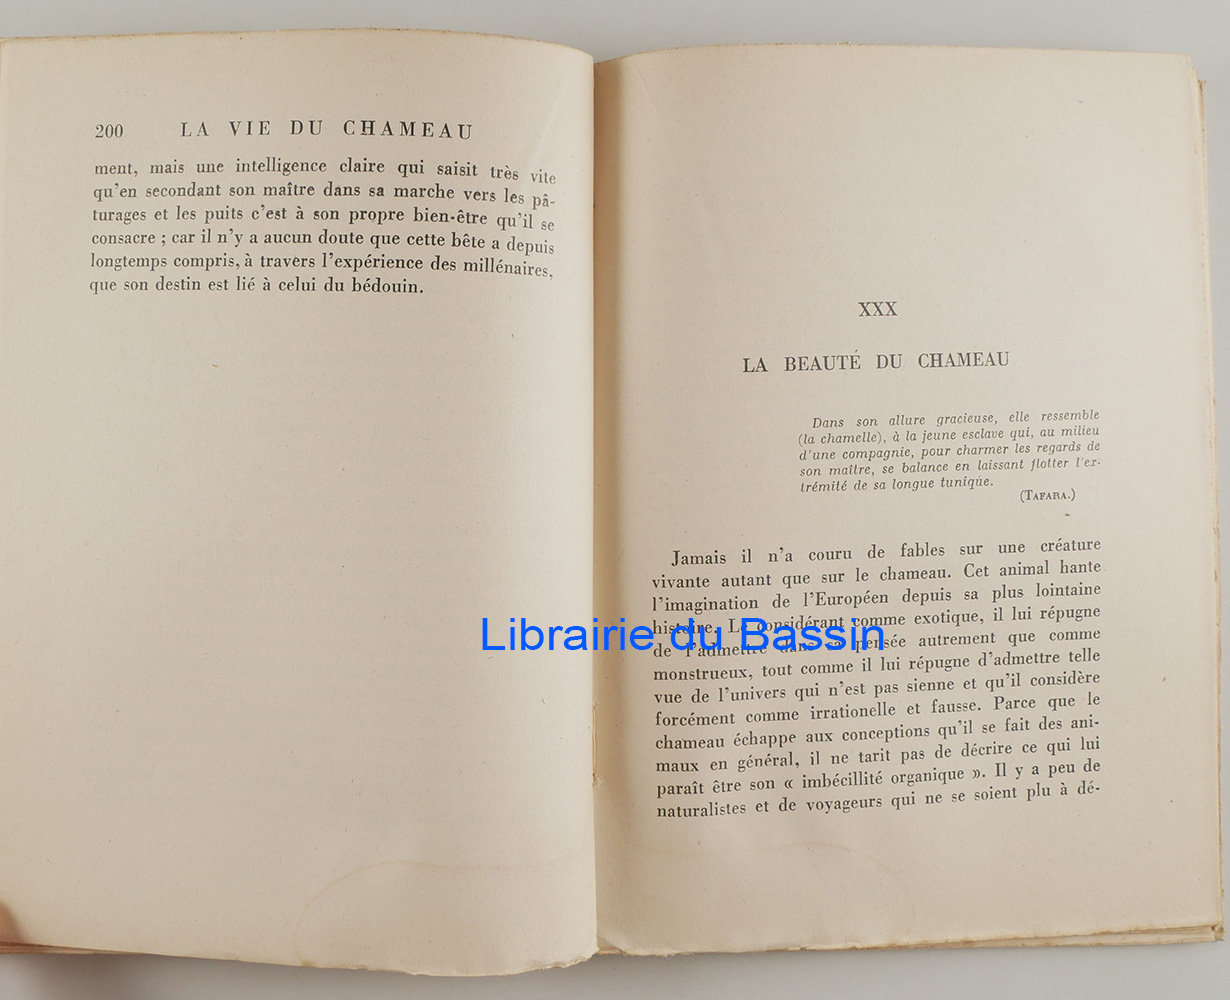 200 LA VIE DU CHAMEAU
ment, mais une intelligence claire qui saisit très vite
qu'en secondant son maître dans sa marche vers les pâ-
turages et les puits c'est à son propre bien-être qu'il se
consacre ; car il n'y a aucun doute que cette bête a depuis
longtemps compris, à travers l'expérience des millénaires,
que son destin est lié à celui du bédouin.
XXX
LA BEAUTÉ DU CHAMEAU
Dans son allure gracieuse, elle ressemble
(la chamelle), à la jeune esclave qui, au milieu
d'une compagnie, pour charmer les regards de
son maître, se balance en laissant flotter l'ex-
trémité de sa longue tunique.
(TAFARA.)
Jamais il n'a couru de fables sur une créature
vivante autant que sur le chameau. Cet animal hante
l'imagination de l'Européen depuis sa plus lointaine
histoire. Le considérant comme exotique, il lui répugne
de l'admettre dans sa pensée autrement que comme
monstrueux, tout comme il lui répugne d'admettre telle
vue de l'univers qui n'est pas sienne et qu'il considère
forcément comme irrationelle et fausse. Parce que le
chameau échappe aux conceptions qu'il se fait des ani-
maux en général, il ne tarit pas de décrire ce qui lui
paraît être son « imbécillité organique ». Il y a peu de
naturalistes et de voyageurs qui ne se soient plu à dé-
Librairie du Bassin